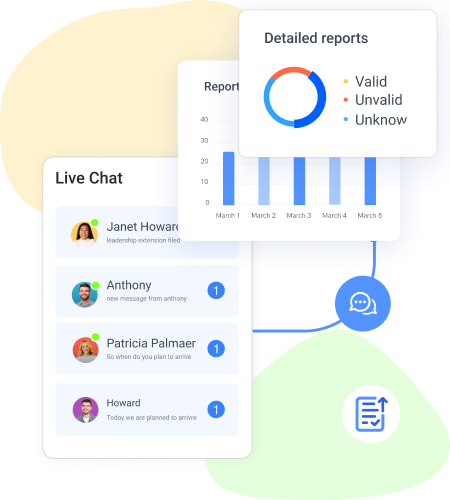 Detailed reports
Valid
Unvalid
Unknow
Report
40
30
20
10
0
March 1
March 2
March 3
March 4
March 5
Live Chat
Janet Howard
leadership extension filed
Anthony
new message from anthony
1
Patricia Palmaer
So when do you plan to arrive
1
Howard
Today we are planned to arrivre
1